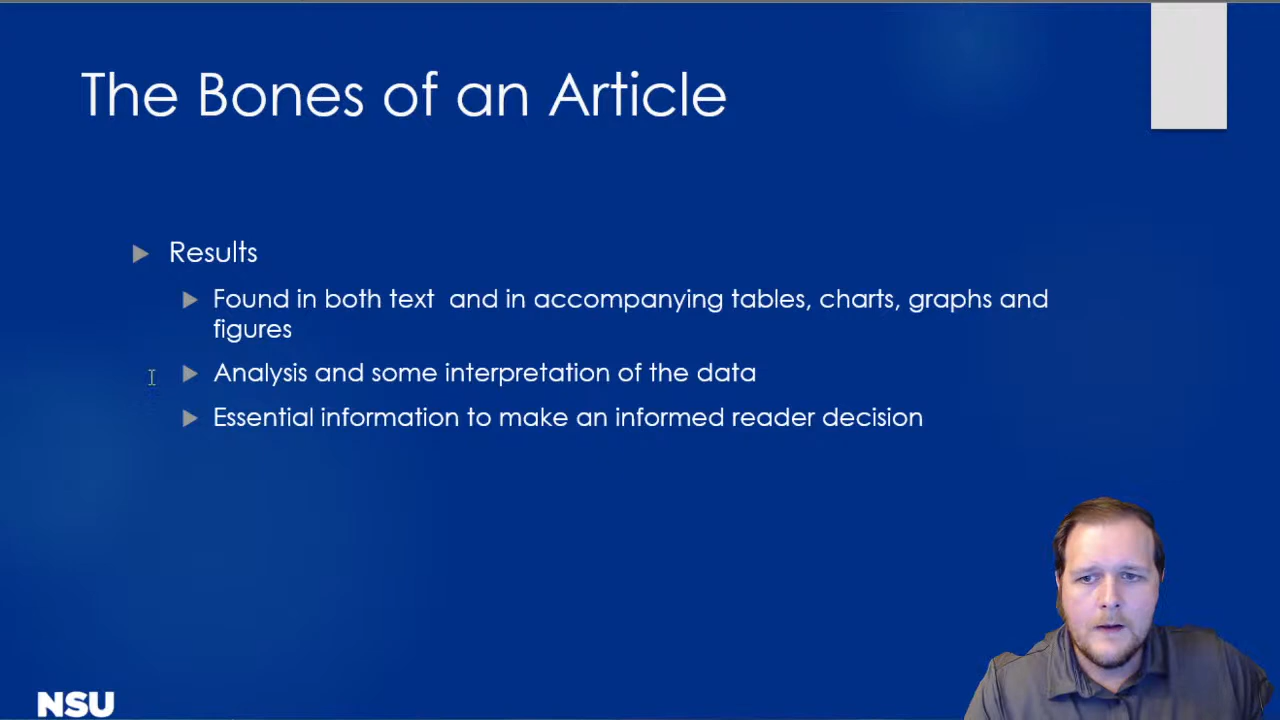 The Bones of an Article
Results
Found in both text  and in accompanying tables, charts, graphs and
figures
Analysis and some interpretation of the data
Essential information to make an informed reader decision
NSU